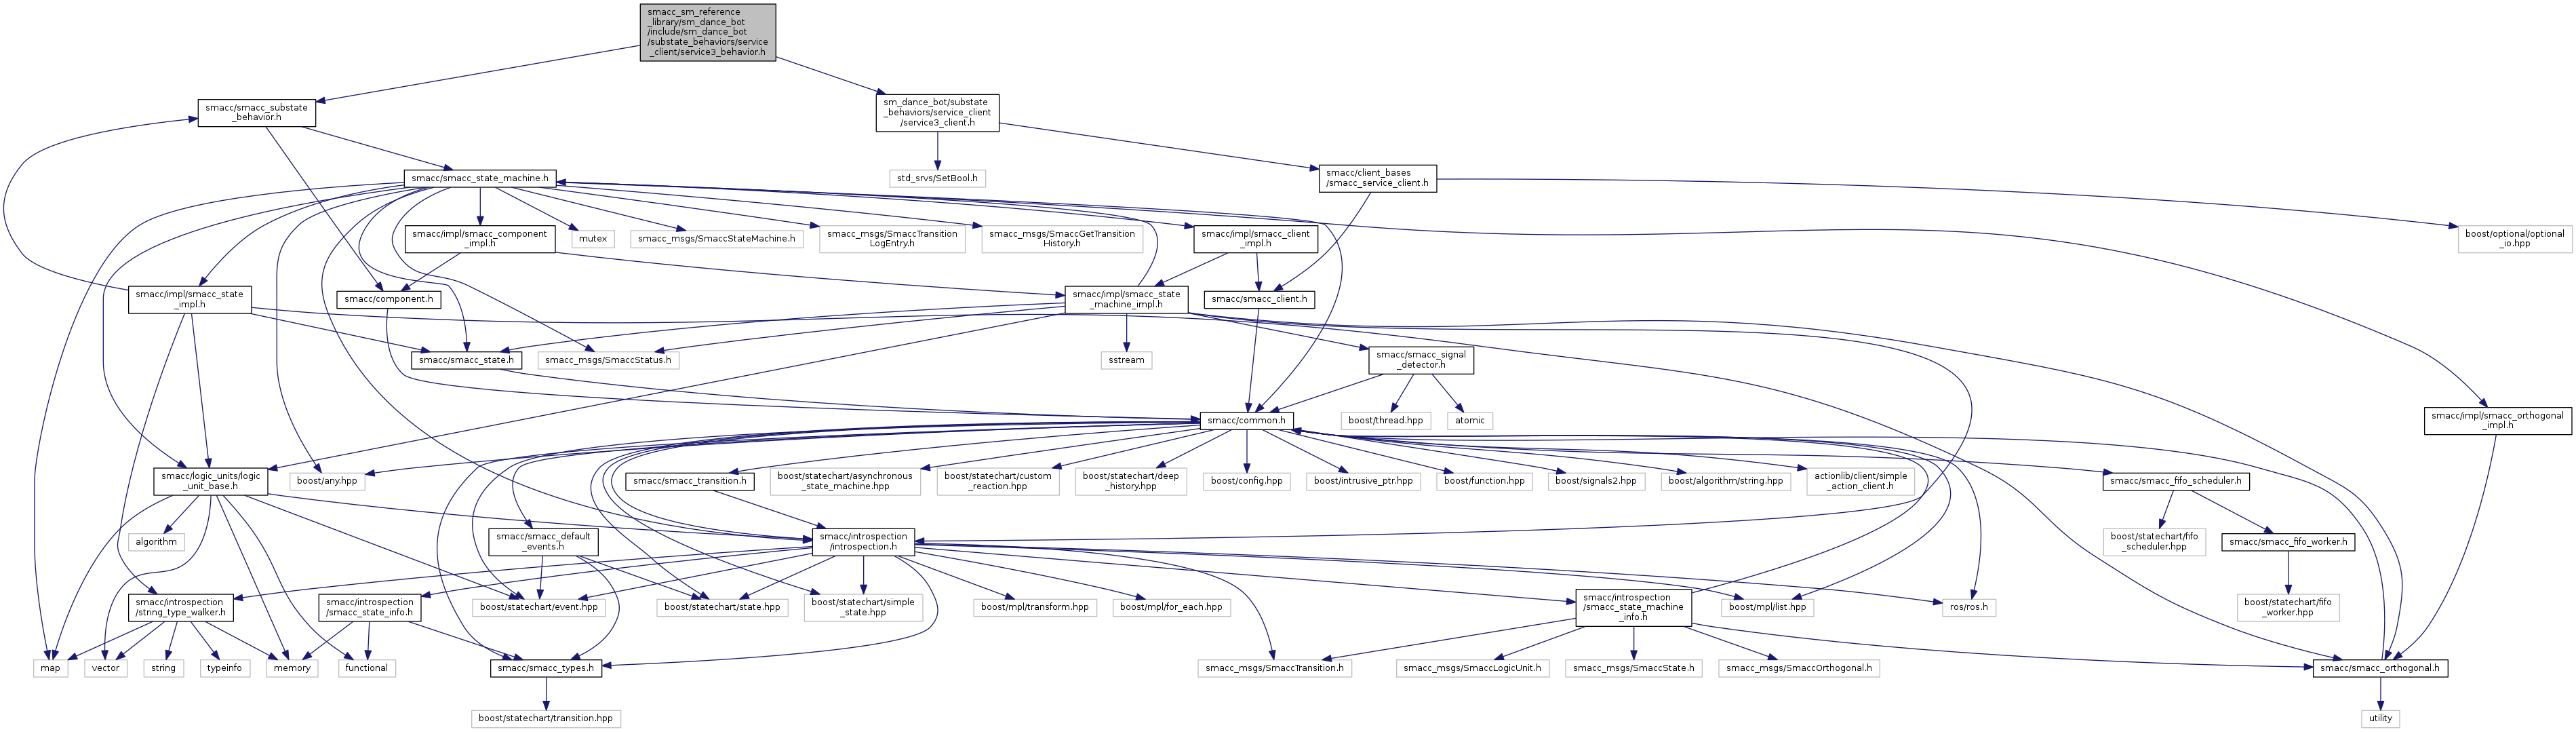 smacc_sm_reference
_library/sm_dance_bot
/include/sm_dance_bot
/substate_behaviors/service
_client/service3_behavior.h
smacc/smacc_substate
_behavior.h
sm_dance_bot/substate
_behaviors/service_client
/service3_client.h
smacc/smacc_state_machine.h
std_srvs/SetBool.h
smacc/client_bases
/smacc_service_client.h
smacc/impl/smacc_component
_impl.h
mutex
smacc_msgs/SmaccStateMachine.h
smacc_msgs/SmaccTransition
LogEntry.h
smacc_msgs/SmaccGetTransition
History.h
smacc/impl/smacc_client
_impl.h
boost/optional/optional
_io.hpp
smacc/impl/smacc_state
_impl.h
smacc/component.h
smacc/impl/smacc_state
_machine_impl.h
smacc/smacc_client.h
smacc/smacc_state.h
smacc_msgs/SmaccStatus.h
sstream
smacc/smacc_signal
_detector.h
smacc/common.h
boost/thread.hpp
atomic
smacc/impl/smacc_orthogonal
_impl.h
smacc/logic_units/logic
_unit_base.h
boost/any.hpp
smacc/smacc_transition.h
boost/statechart/asynchronous
_state_machine.hpp
boost/statechart/custom
_reaction.hpp
boost/statechart/deep
_history.hpp
boost/config.hpp
boost/intrusive_ptr.hpp
boost/function.hpp
boost/signals2.hpp
boost/algorithm/string.hpp
actionlib/client/simple
_action_client.h
smacc/smacc_fifo_scheduler.h
algorithm
smacc/smacc_default
_events.h
smacc/introspection
/introspection.h
boost/statechart/fifo
_scheduler.hpp
smacc/smacc_fifo_worker.h
smacc/introspection
/string_type_walker.h
smacc/introspection
/smacc_state_info.h
boost/statechart/event.hpp
boost/statechart/state.hpp
boost/statechart/simple
_state.hpp
boost/mpl/transform.hpp
boost/mpl/for_each.hpp
smacc/introspection
/smacc_state_machine
_info.h
boost/mpl/list.hpp
ros/ros.h
boost/statechart/fifo
_worker.hpp
map
vector
string
typeinfo
memory
functional
smacc/smacc_types.h
smacc_msgs/SmaccTransition.h
smacc_msgs/SmaccLogicUnit.h
smacc_msgs/SmaccState.h
smacc_msgs/SmaccOrthogonal.h
smacc/smacc_orthogonal.h
boost/statechart/transition.hpp
utility